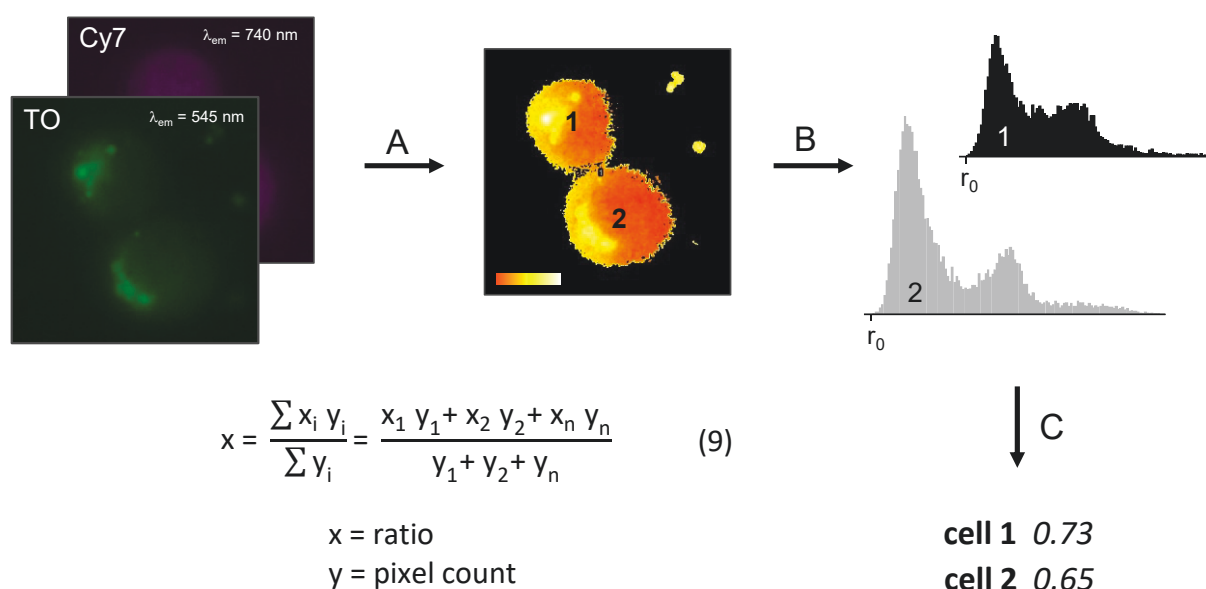 Cy7
λem = 740 nm
TO
λem = 545 nm
A
1
2
B
1
r0
2
r0
C
x = ∑ xi yi / ∑ yi = x1 y1+ x2 y2+ xn yn / y1+ y2+ yn (9)
x = ratio
y = pixel count
cell 1 0.73
cell 2 0.65